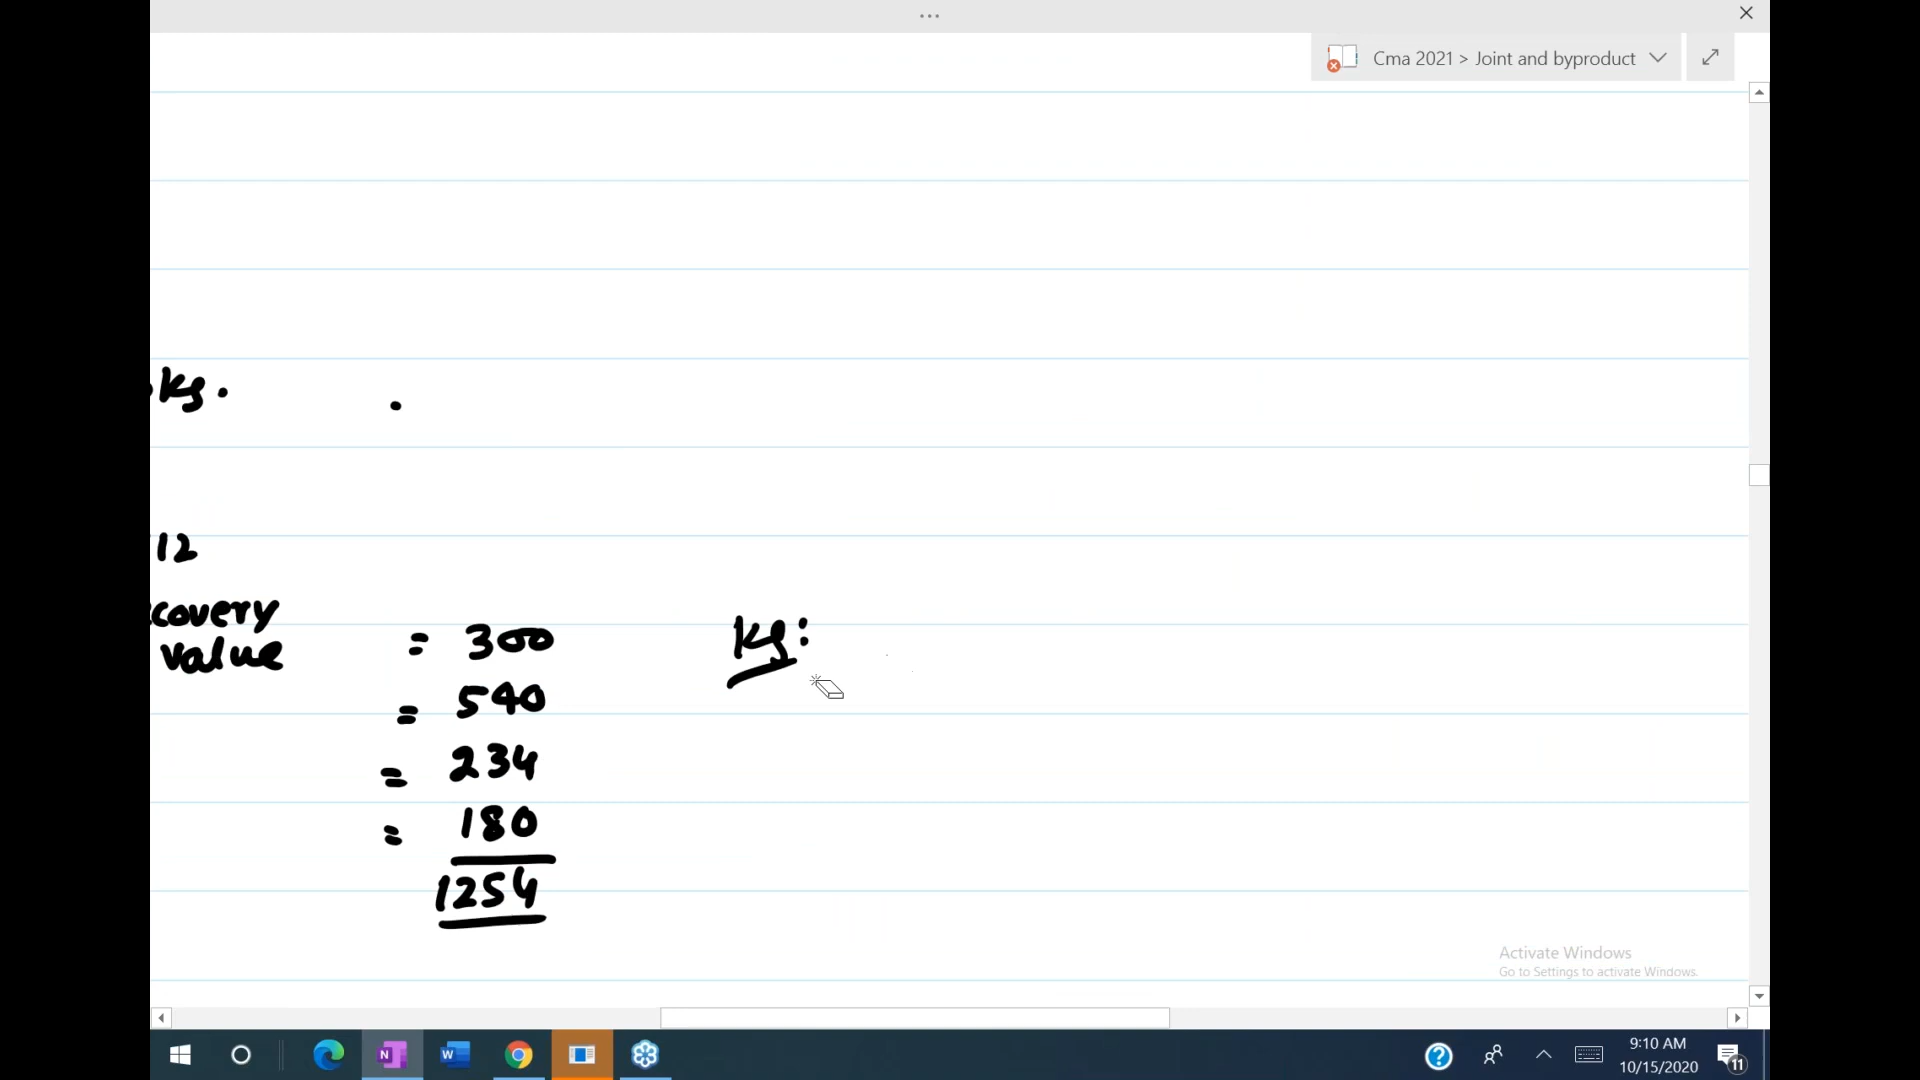 Cma 2021 > Joint and byproduct
kg.
.
12
covery
value
= 300
kg:
= 540
= 234
= 180
1254
Activate Windows
Go to Settings to activate Windows.
9:10 AM
10/15/2020
11